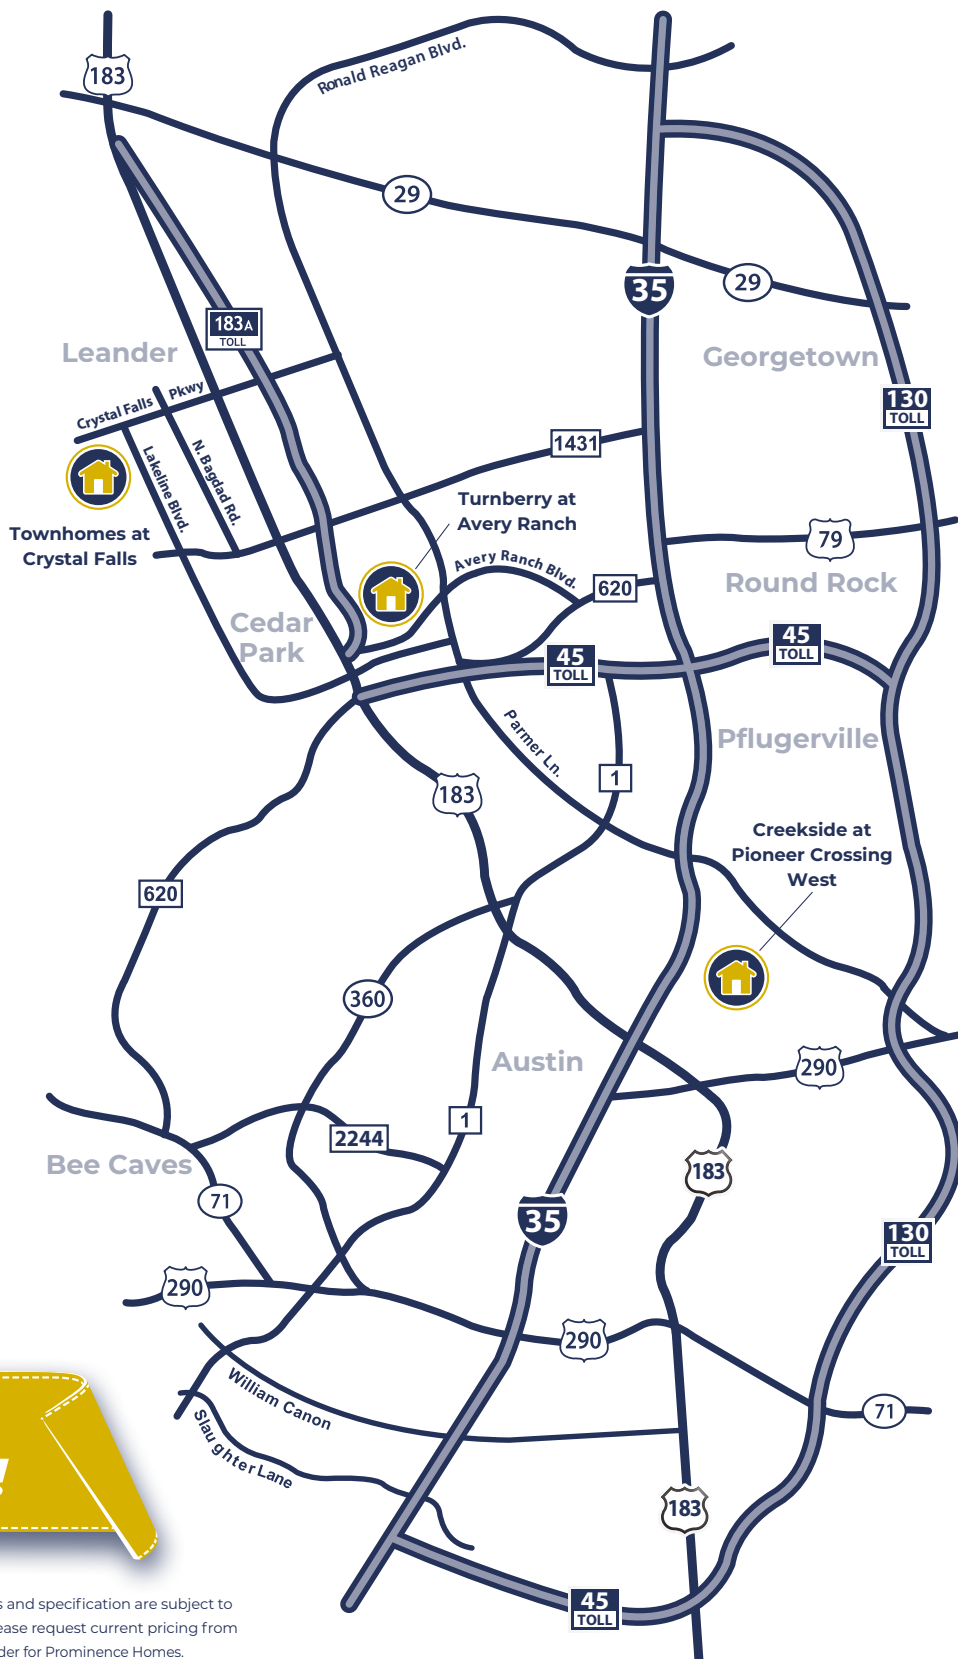 183
Ronald Reagan Blvd.
29
29
35
183A
TOLL
Leander
Georgetown
Crystal Falls Pkwy
130
TOLL
Lakeline Blvd.
N. Bagdad Rd.
1431
Turnberry at
Avery Ranch
Townhomes at
Crystal Falls
79
Avery Ranch Blvd.
620
Round Rock
Cedar
Park
45
TOLL
45
TOLL
Parmer Ln.
Pflugerville
183
1
Creekside at
Pioneer Crossing
West
620
360
Austin
290
2244
1
Bee Caves
183
71
35
130
TOLL
290
290
William Canon
71
Slaughter Lane
183
45
TOLL
s and specification are subject to
ease request current pricing from
der for Prominence Homes.